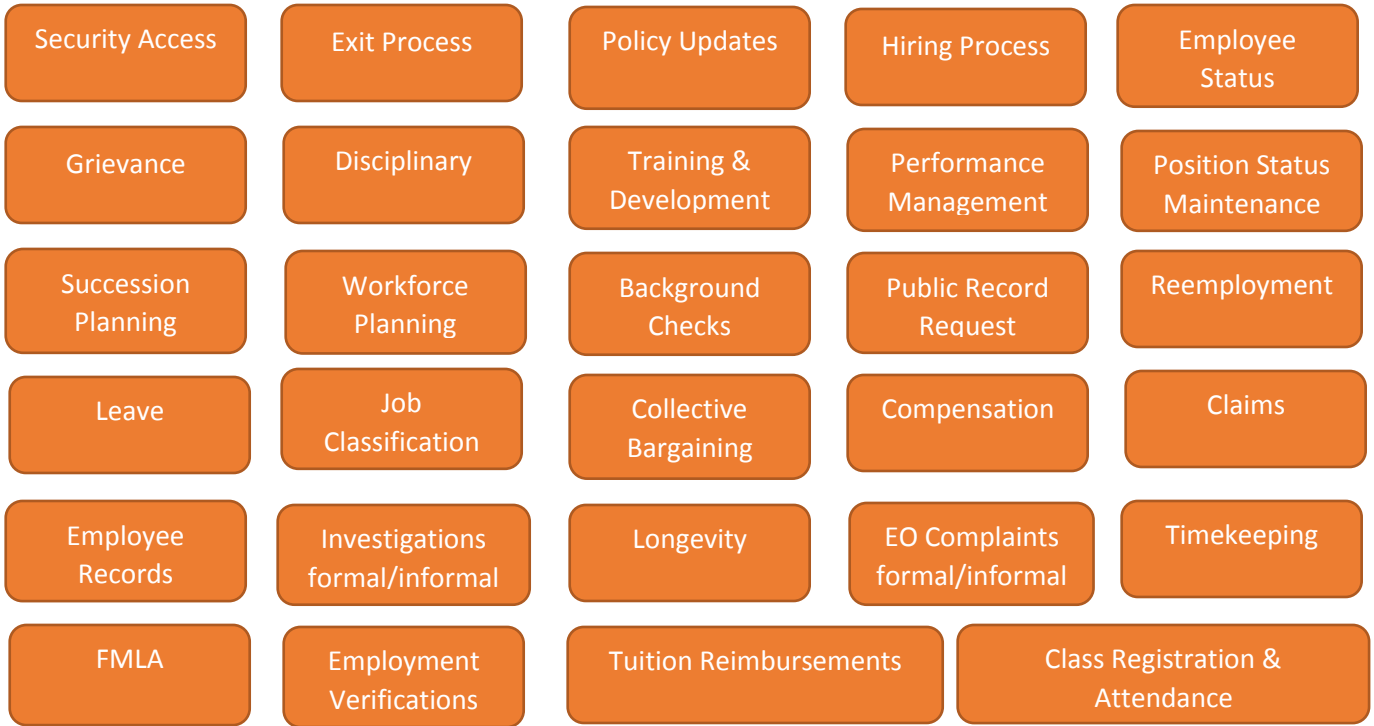 Security Access
Exit Process
Policy Updates
Hiring Process
Employee
Status
Grievance
Disciplinary
Training &
Development
Performance
Management
Position Status
Maintenance
Succession
Planning
Workforce
Planning
Background
Checks
Public Record
Request
Reemployment
Leave
Job
Classification
Collective
Bargaining
Compensation
Claims
Employee
Records
Investigations
formal/informal
Longevity
EO Complaints
formal/informal
Timekeeping
FMLA
Employment
Verifications
Tuition Reimbursements
Class Registration &
Attendance